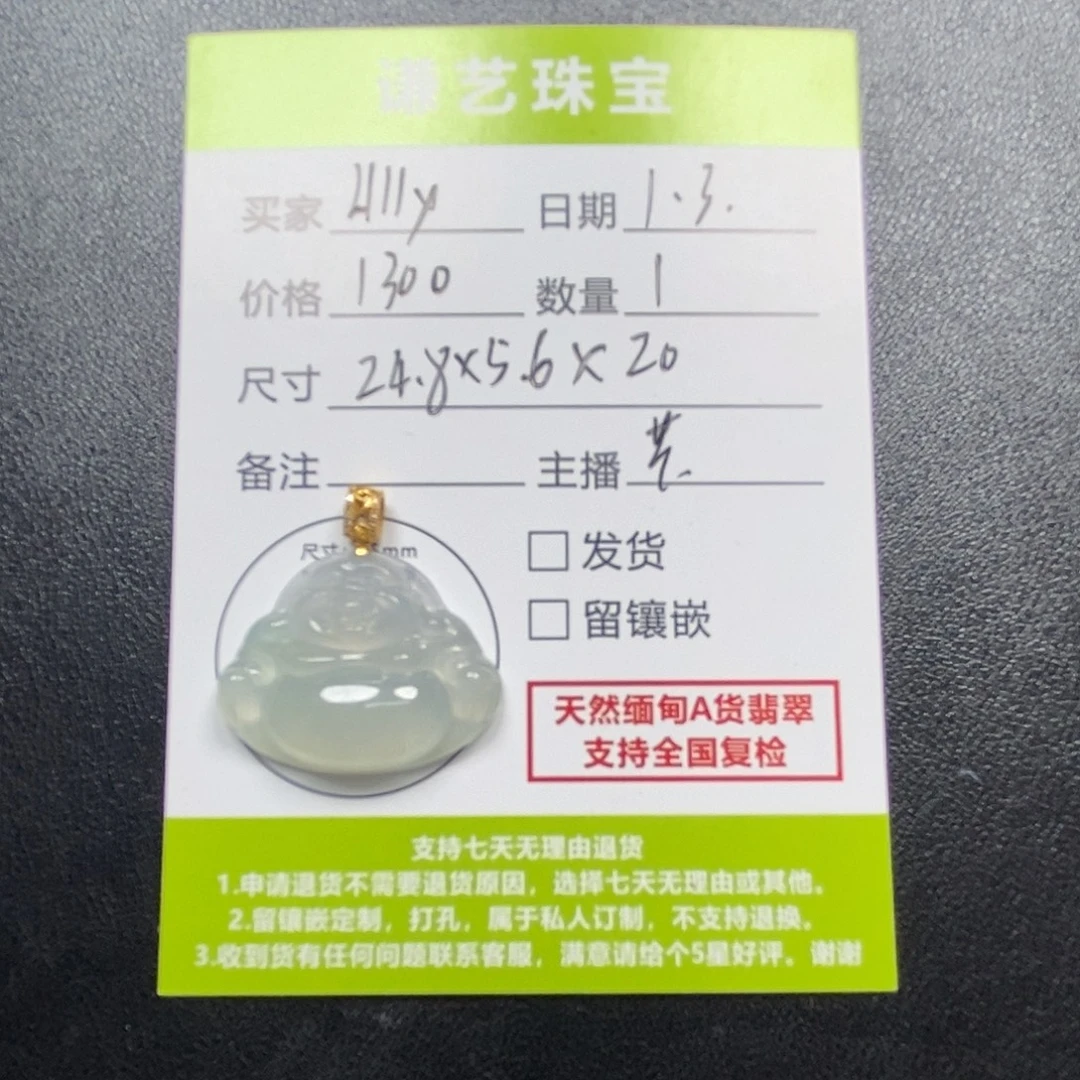 谦艺珠宝
买家 日期 1.3.
价格 1300 数量 1
尺寸 24.8x5.6x20
备注 主播
尺寸 mm
发货
留镶嵌
天然缅甸A货翡翠
支持全国复检
支持七天无理由退货
1.申请退货不需要退货原因，选择七天无理由或其他。
2.留镶嵌定制，打孔，属于私人订制，不支持退换。
3.收到货有任何问题联系客服，满意请给个5星好评。谢谢